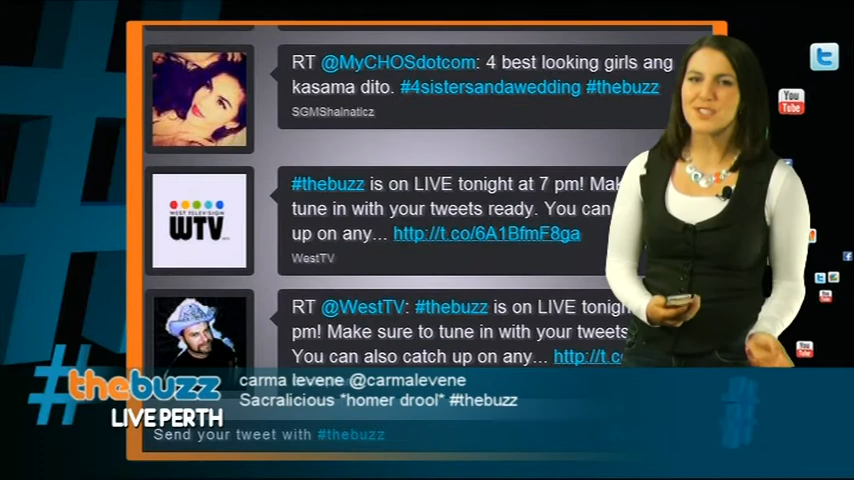 RT @MyCHOSdotcom: 4 best looking girls ang
kasama dito. #4sistersandawedding #thebuzz
SGMShalnaticz
You
Tube
#thebuzz is on LIVE tonight at 7 pm! Mak
tune in with your tweets ready. You can
up on any... http://t.co/6A1BfmF8ga
WestTV
WEST TELEVISION
WTV
RT @WestTV: #thebuzz is on LIVE tonigh
pm! Make sure to tune in with your tweets
You can also catch up on any... http://t.c
You
Tube
#thebuzz
LIVE PERTH
carma levene @carmalevene
Sacralicious *homer drool* #thebuzz
Send your tweet with #thebuzz